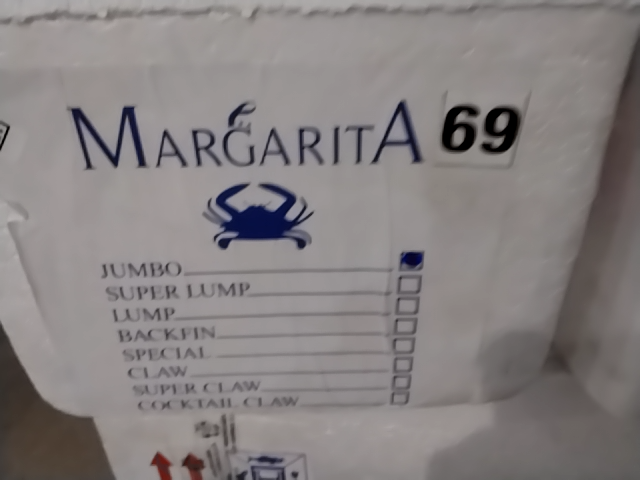 MARGARITA 69
JUMBO
SUPER LUMP
LUMP
BACKFIN
SPECIAL
CLAW
SUPER CLAW
COCKTAIL CLAW